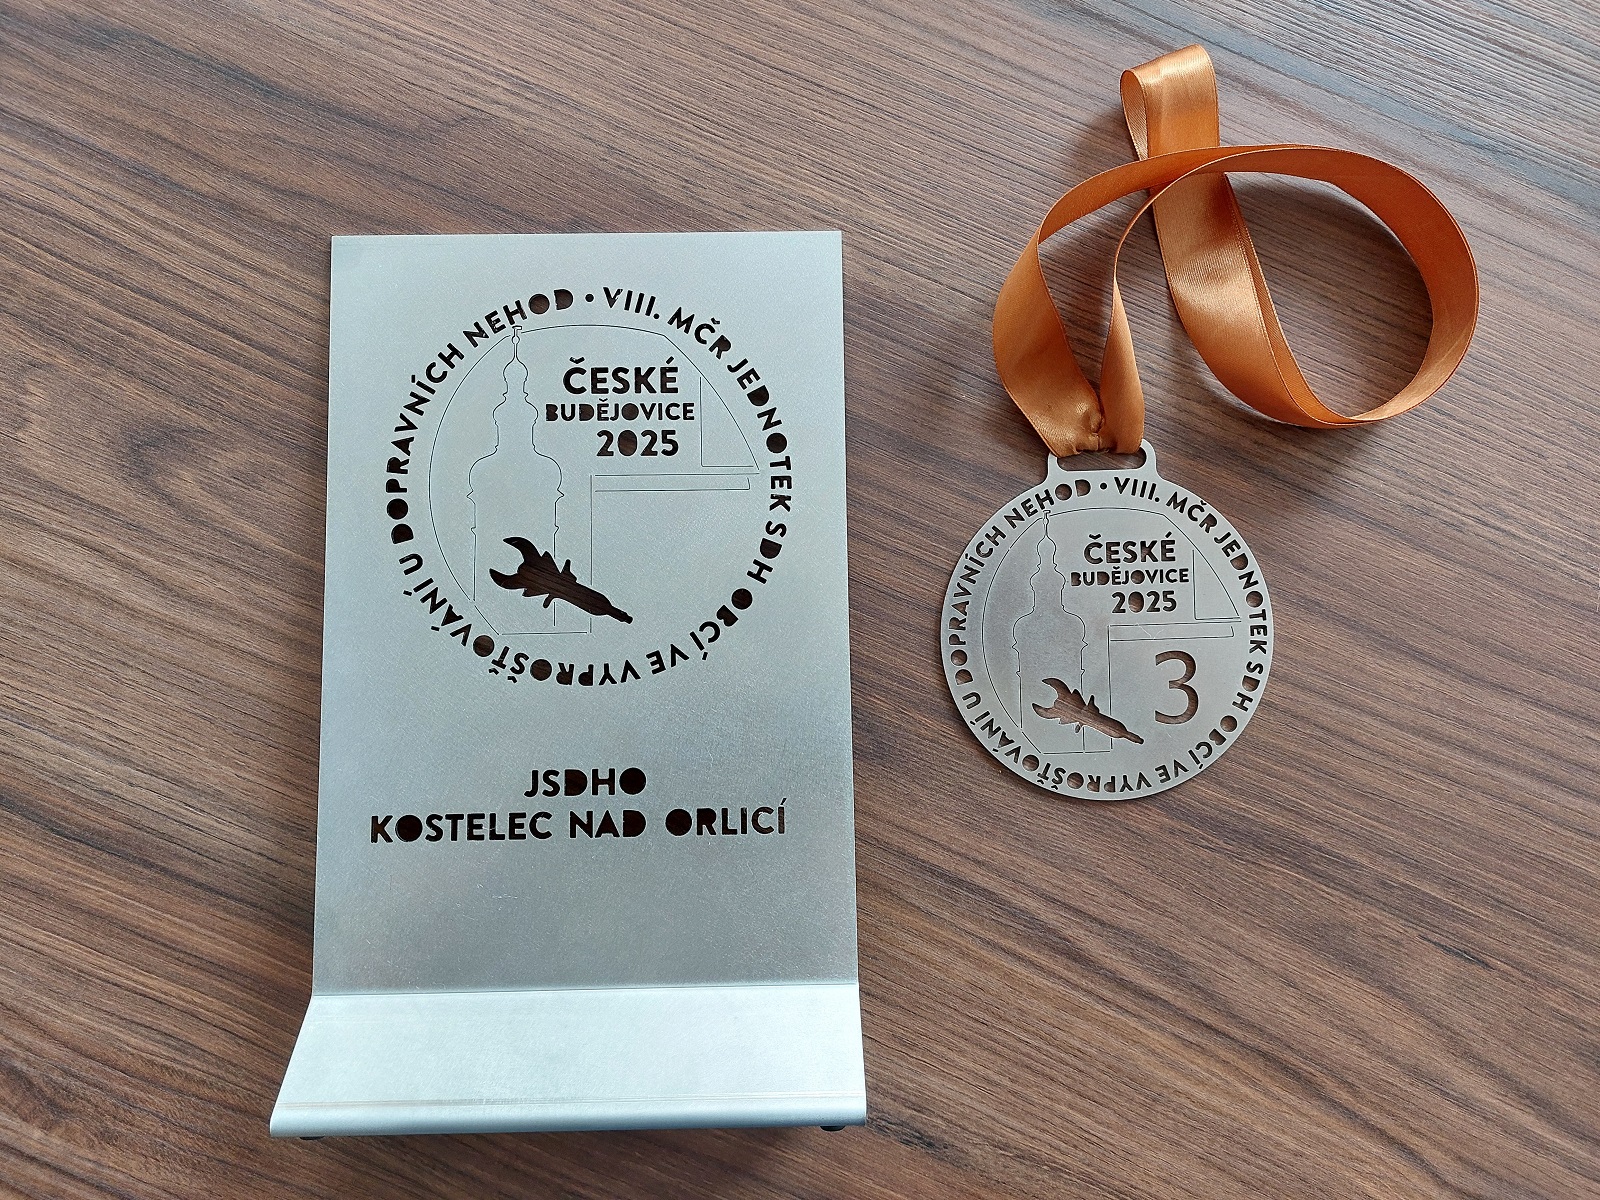 VIII. MČR JEDNOTEK SDH OBCÍ VE VYPROŠŤOVÁNÍ U DOPRAVNÍCH NEHOD •
ČESKÉ
BUDĚJOVICE
2025
JSDHO
KOSTELEC NAD ORLICÍ
VIII. MČR JEDNOTEK SDH OBCÍ VE VYPROŠŤOVÁNÍ U DOPRAVNÍCH NEHOD •
ČESKÉ
BUDĚJOVICE
2025
3